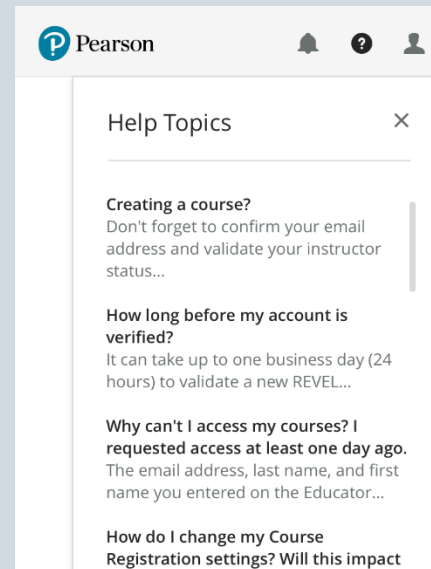 Pearson
Help Topics
Creating a course?
Don't forget to confirm your email
address and validate your instructor
status...
How long before my account is
verified?
It can take up to one business day (24
hours) to validate a new REVEL...
Why can't I access my courses? I
requested access at least one day ago.
The email address, last name, and first
name you entered on the Educator...
How do I change my Course
Registration settings? Will this impact